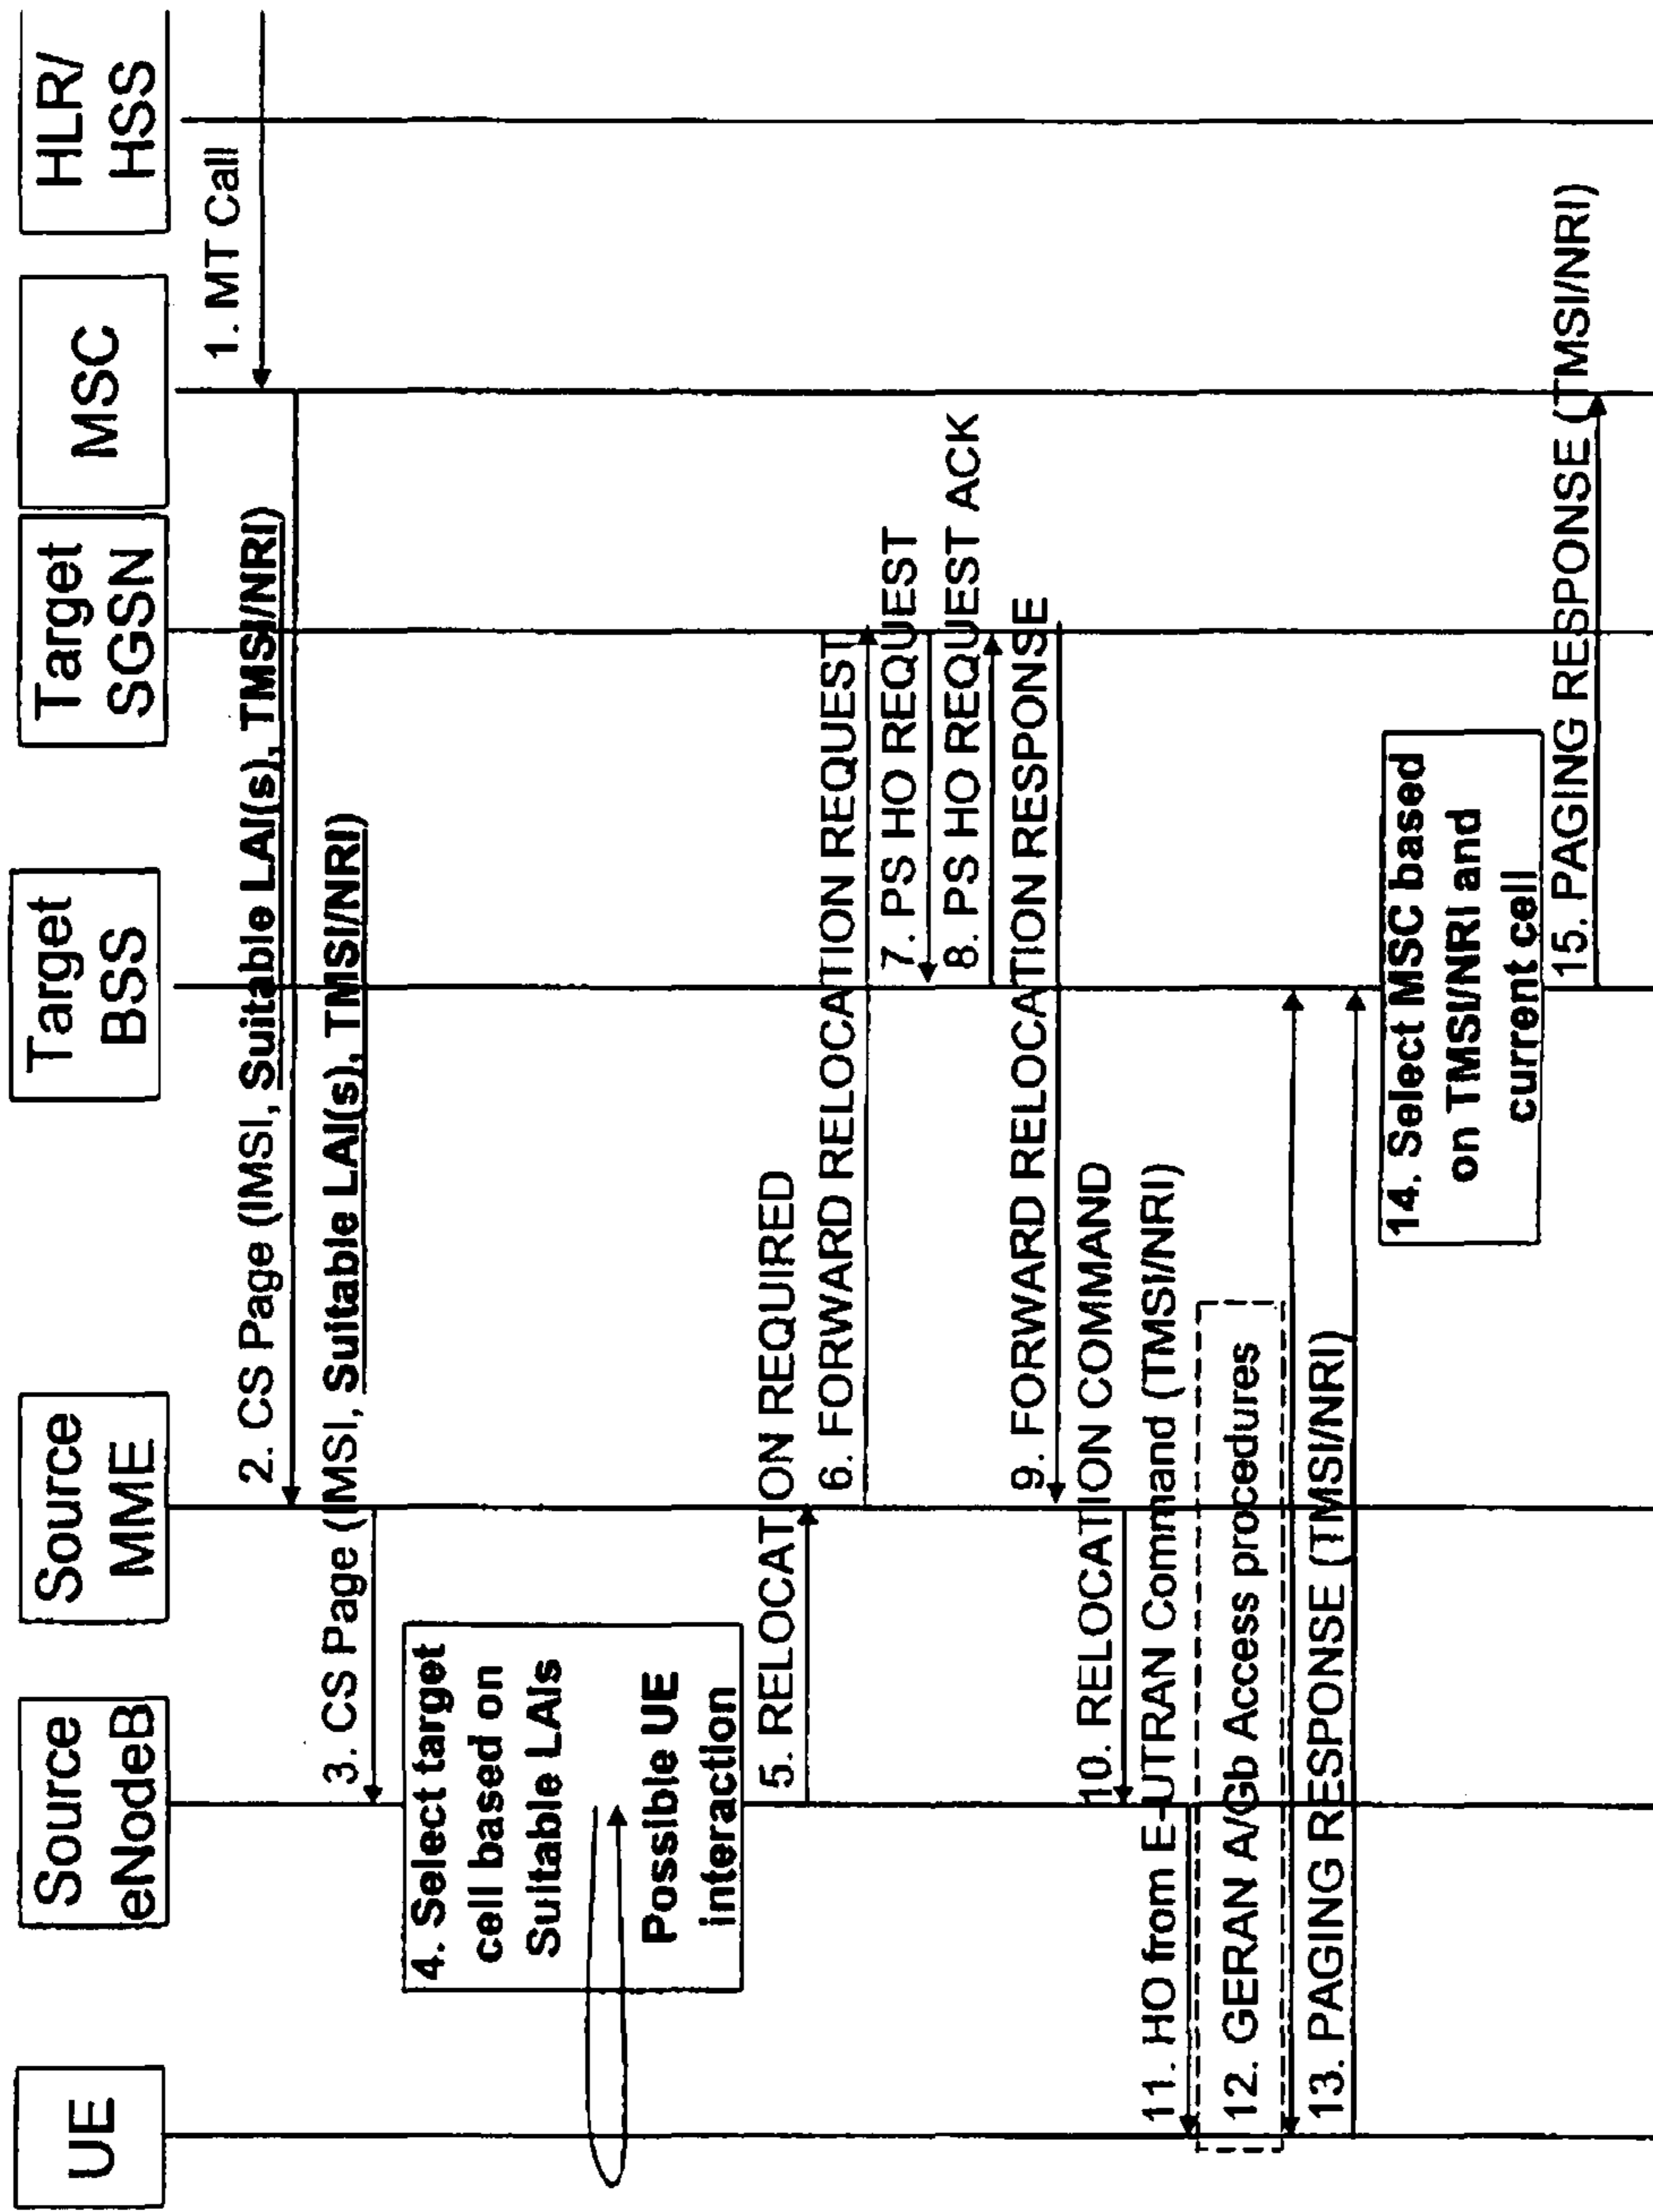 UE
Source
eNodeB
Source
MME
Target
BSS
Target
SGSN
MSC
HLR/
HSS
1. MT Call
2. CS Page (IMSI, Suitable LAI(s), TMSI/NRI)
3. CS Page (IMSI, Suitable LAI(s), TMSI/NRI)
4. Select target
cell based on
Suitable LAIs
Possible UE
interaction
5. RELOCATION REQUIRED
6. FORWARD RELOCATION REQUEST
7. PS HO REQUEST
8. PS HO REQUEST ACK
9. FORWARD RELOCATION RESPONSE
10. RELOCATION COMMAND
11. HO from E-UTRAN Command (TMSI/NRI)
12. GERAN A/Gb Access procedures
13. PAGING RESPONSE (TMSI/NRI)
14. Select MSC based
on TMSI/NRI and
current cell
15. PAGING RESPONSE (TMSI/NRI)